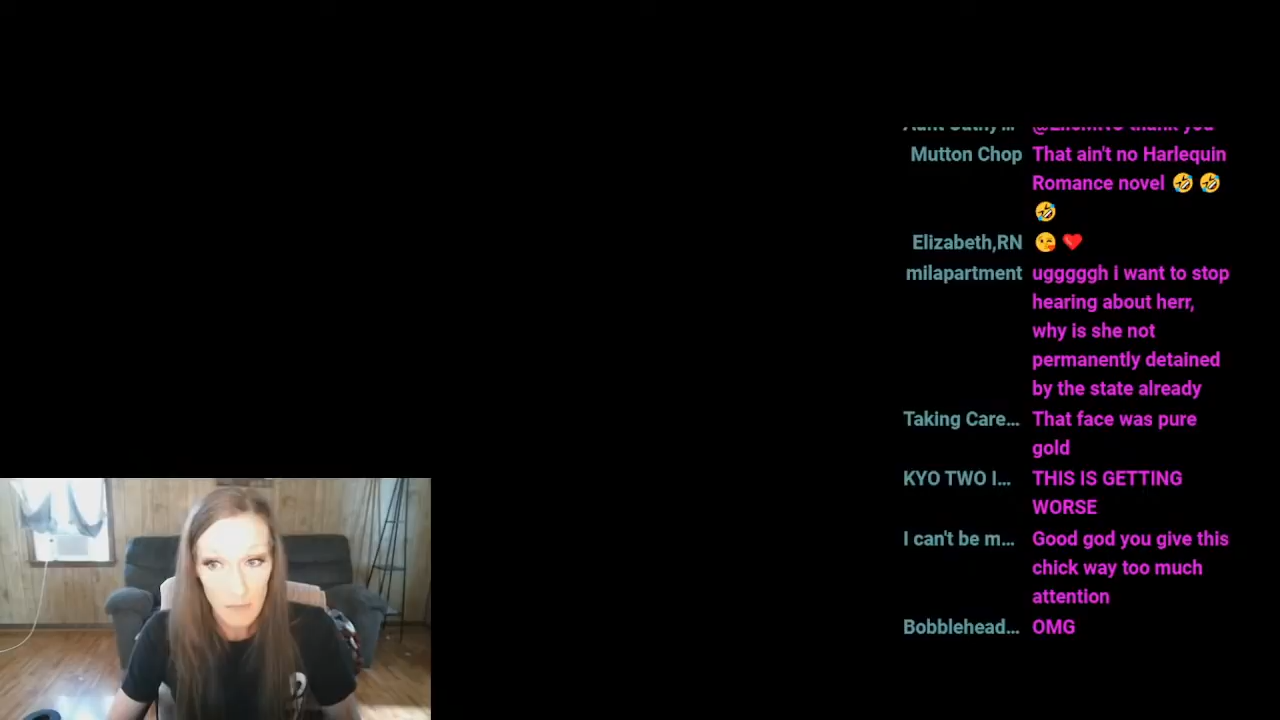 Mutton Chop That ain't no Harlequin
Romance novel 🤣 🤣
🤣
Elizabeth,RN 😘 ❤️
milapartment ugggggh i want to stop
hearing about herr,
why is she not
permanently detained
by the state already
Taking Care... That face was pure
gold
KYO TWO I... THIS IS GETTING
WORSE
I can't be m... Good god you give this
chick way too much
attention
Bobblehead... OMG